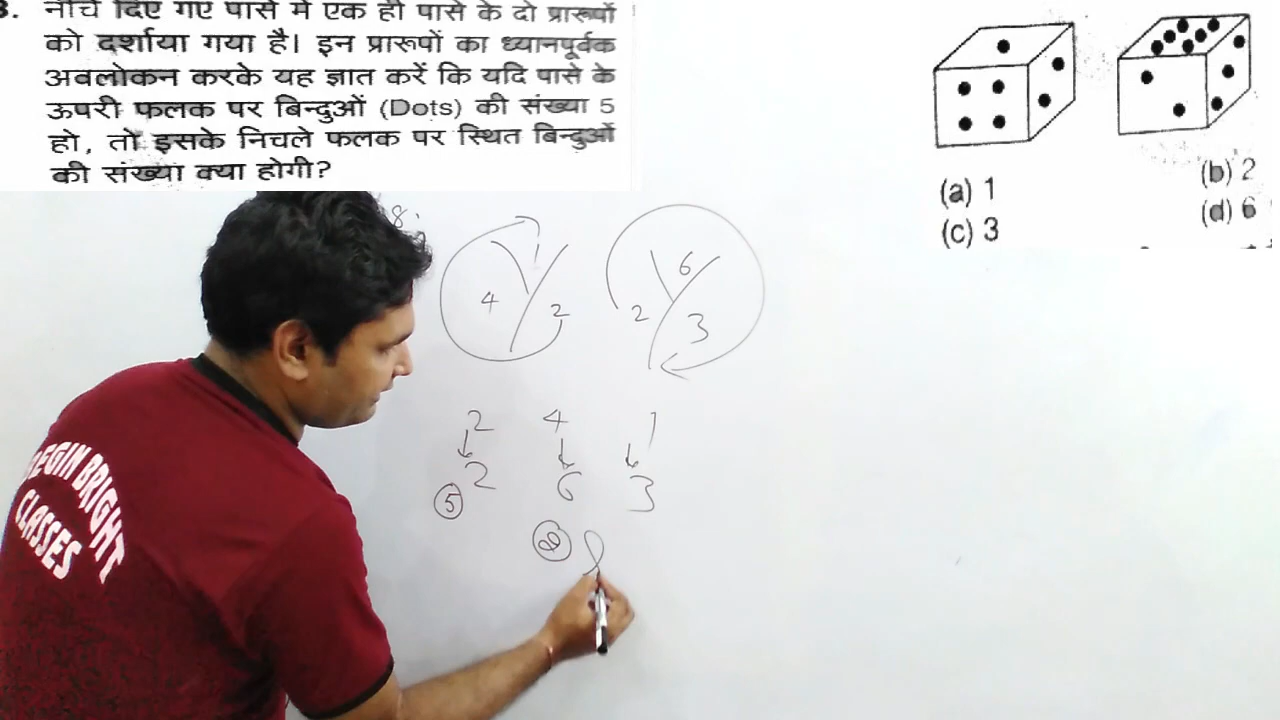 3. नीचे दिए गए पासे में एक ही पासे के दो प्रारूपों
को दर्शाया गया है। इन प्रारूपों का ध्यानपूर्वक
अवलोकन करके यह ज्ञात करें कि यदि पासे के
ऊपरी फलक पर बिन्दुओं (Dots) की संख्या 5
हो, तो इसके निचले फलक पर स्थित बिन्दुओं
की संख्या क्या होगी?
(a) 1
(b) 2
(c) 3
(d) 6
8.
4 1 2
2 6 3
2 4 1
2 6 3
5
BEGIN BRIGHT
CLASSES